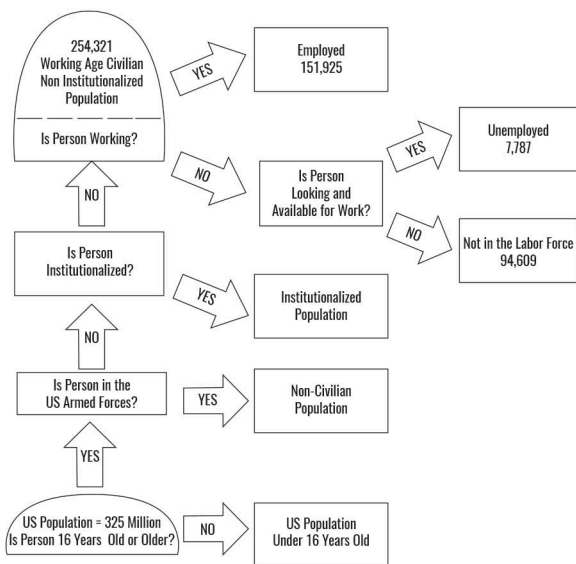 254,321
Working Age Civilian
Non Institutionalized
Population
Is Person Working?
YES
Employed
151,925
NO
Is Person
Looking and
Available for Work?
YES
Unemployed
7,787
NO
Not in the Labor Force
94,609
NO
Is Person
Institutionalized?
YES
Institutionalized
Population
NO
Is Person in the
US Armed Forces?
YES
Non-Civilian
Population
YES
US Population = 325 Million
Is Person 16 Years Old or Older?
NO
US Population
Under 16 Years Old